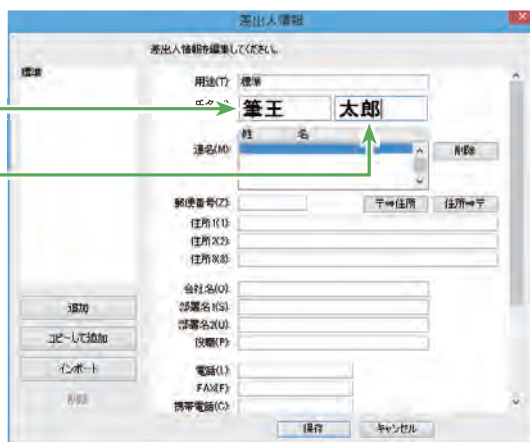 差出人情報
差出人情報を編集してください。
標準
用途(T): 標準
筆王 太郎
姓 名
連名(M): 削除
郵便番号(Z): 〒⇒住所 住所⇒〒
住所1(1):
住所2(2):
住所3(3):
会社名(O):
部署名1(S):
部署名2(U):
役職(P):
電話(L):
FAX(F):
携帯電話(C):
追加
コピーして追加
インポート
削除
保存 キャンセル